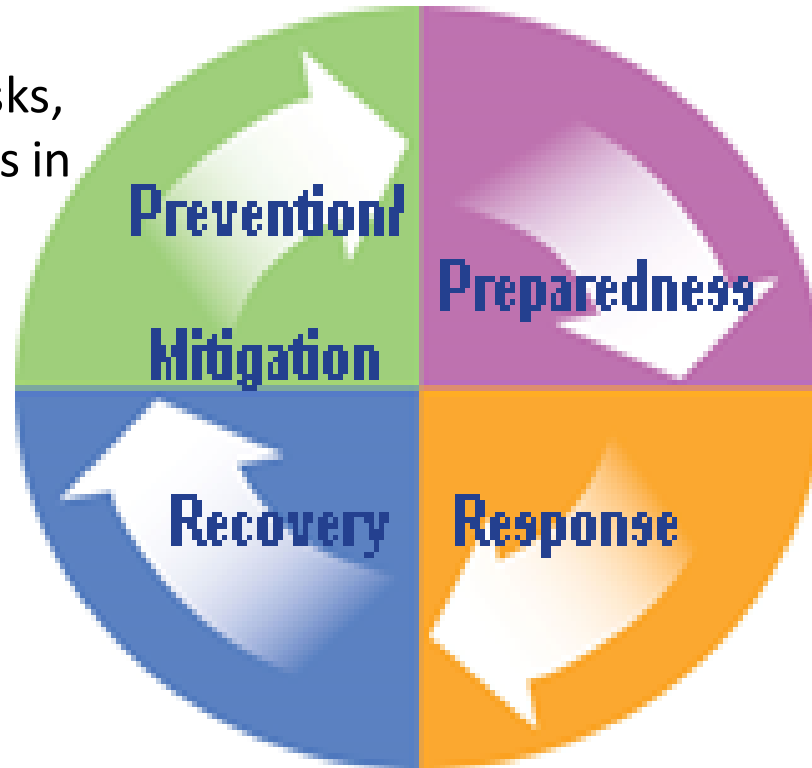 sks,
s in
Prevention/
Mitigation
Preparedness
Recovery
Response